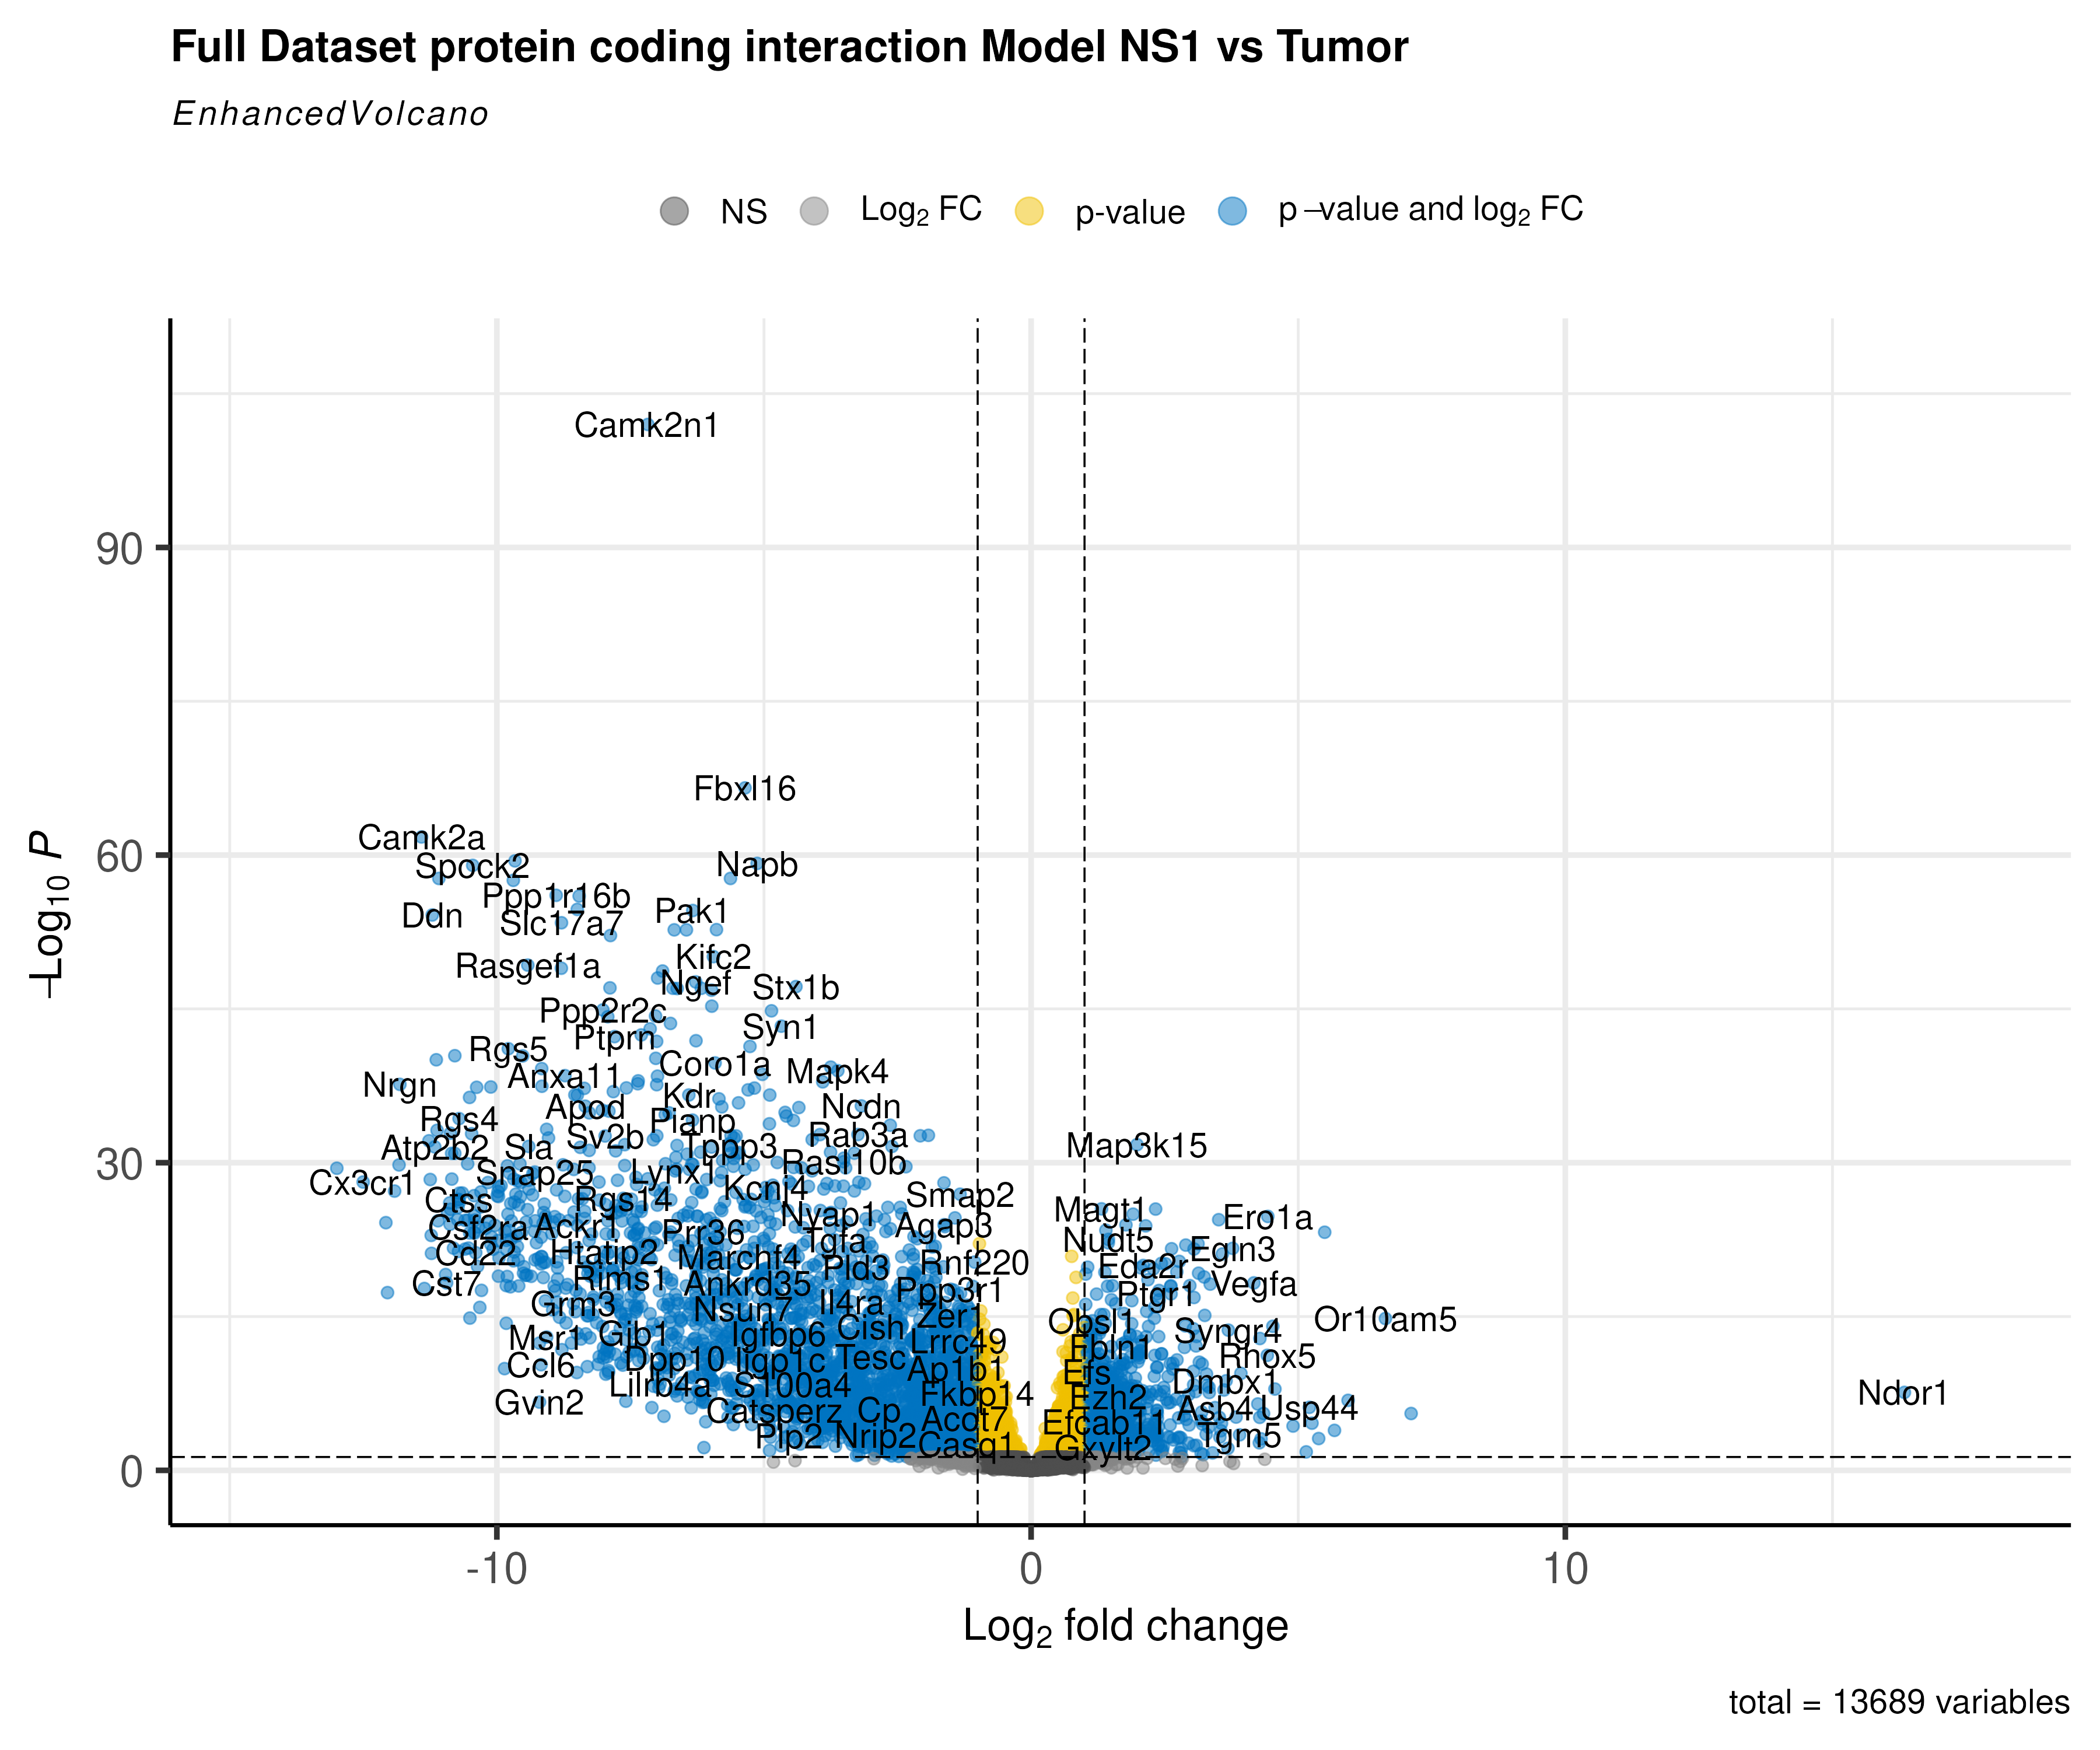 Full Dataset protein coding interaction Model NS1 vs Tumor
EnhancedVolcano
NS Log2 FC p-value p–value and log2 FC
Camk2n1
90
Fbxl16
Camk2a
60
Spock2 Napb
Ppp1r16b
Ddn Slc17a7 Pak1
Rasgef1a Kifc2
Ngef Stx1b
Ppp2r2c
Ptprn Syn1
Rgs5
Nrgn Anxa11 Coro1a Mapk4
Rgs4 Apod Kdr Ncdn
Atp2b2 Sla Sv2b Pianp Tppp3 Rab3a Map3k15
30
Cx3cr1 Snap25 Lynx1 Rasl10b
Ctss Rgs14 Kcnj4 Smap2
Csf2ra Ackr1 Prr36 Nyap1 Agap3 Magt1 Ero1a
Cd22 Htatip2 Marchf4 Tgfa Rnf220 Nudt5 Egln3
Cst7 Rims1 Ankrd35 Pld3 Ppp3r1 Eda2r Ptgr1 Vegfa
Grm3 Nsun7 Il4ra Zer1 Obsl1 Or10am5
Msr1 Gjb1 Igfbp6 Cish Lrrc49 Fbln1 Syngr4
Ccl6 Dpp10 Iigp1c Tesc Ap1b1 Efs Rhox5
Gvin2 Lilrb4a S100a4 Fkbp14 Ezh2 Dmbx1 Ndor1
Catsperz Cp Acot7 Efcab11 Asb4 Usp44
Plp2 Nrip2 Casq1 Gxylt2 Tgm5
0
–Log10 P
-10 0 10
Log2 fold change
total = 13689 variables